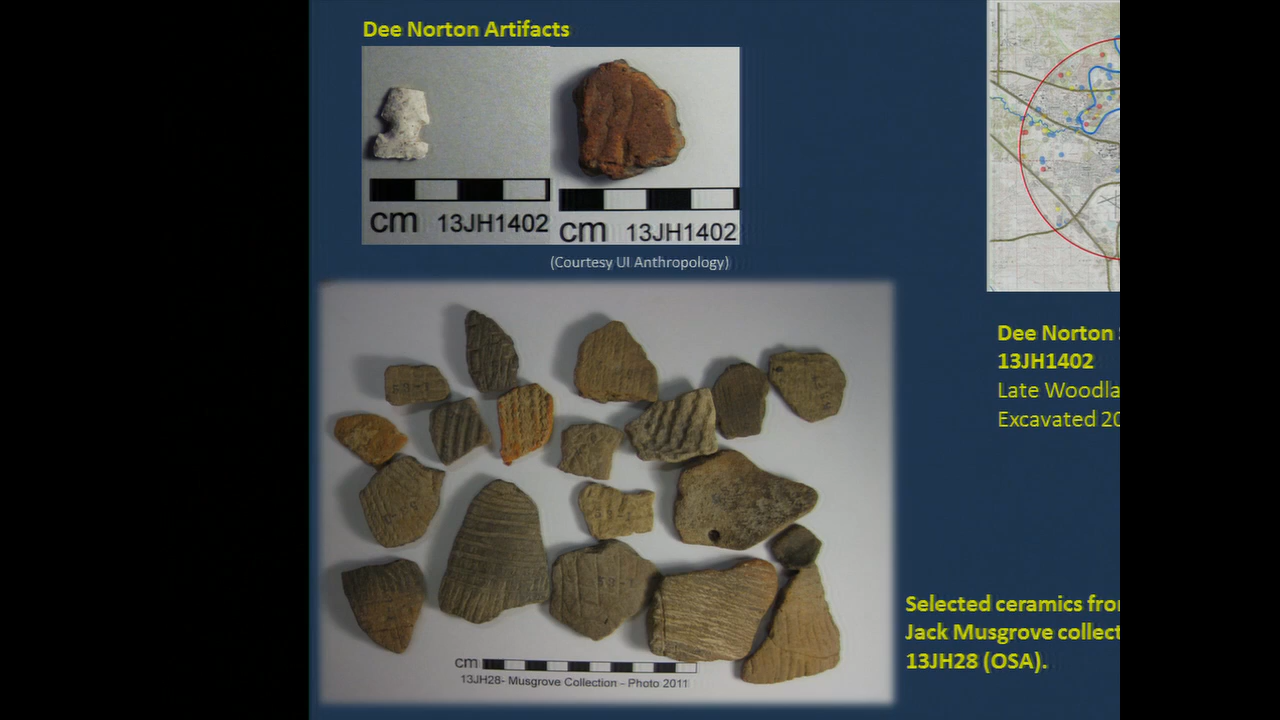 Dee Norton Artifacts
cm 13JH1402
cm 13JH1402
(Courtesy UI Anthropology)
Dee Norton
13JH1402
Late Woodla
Excavated 20
cm
13JH28- Musgrove Collection - Photo 2011
Selected ceramics fro
Jack Musgrove collect
13JH28 (OSA).